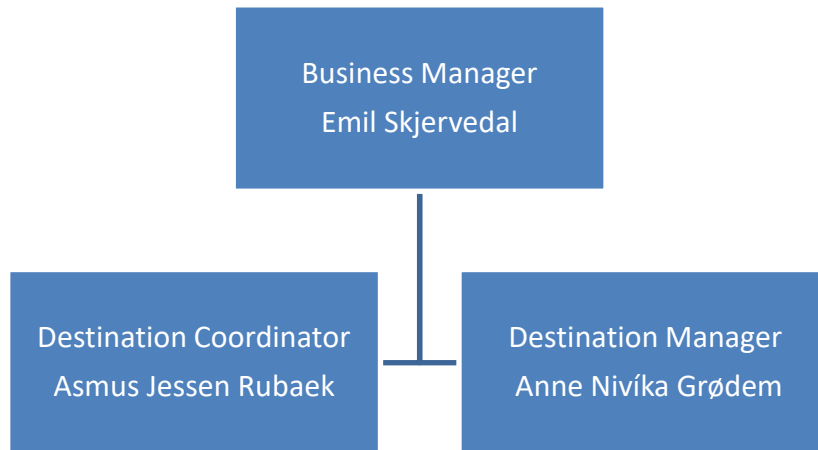 Business Manager
Emil Skjervedal
Destination Coordinator
Asmus Jessen Rubaek
Destination Manager
Anne Nivíka Grødem